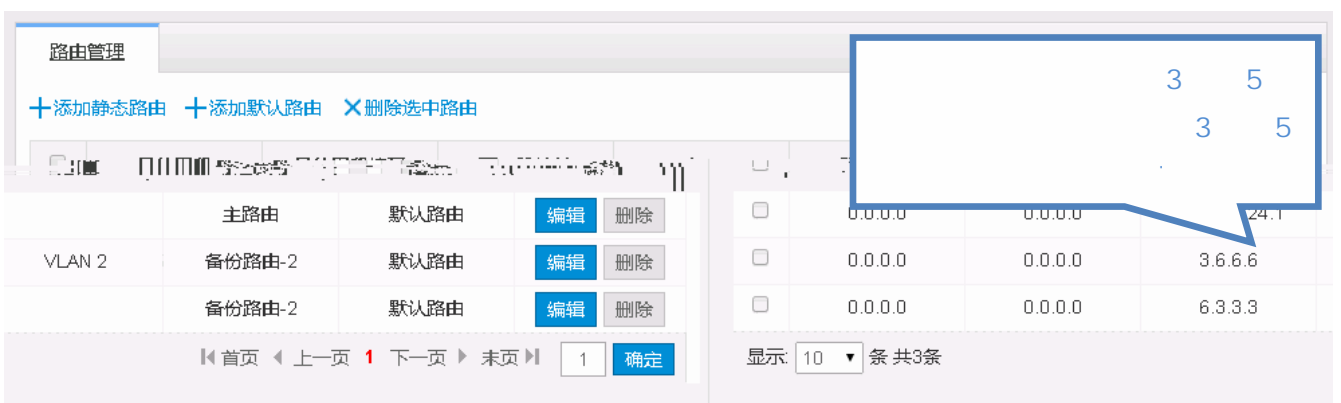 路由管理
添加静态路由 添加默认路由 删除选中路由
3 5
3 5
主路由 默认路由 编辑 删除 0.0.0.0 0.0.0.0 24.1
VLAN 2 备份路由-2 默认路由 编辑 删除 0.0.0.0 0.0.0.0 3.6.6.6
备份路由-2 默认路由 编辑 删除 0.0.0.0 0.0.0.0 6.3.3.3
首页 上一页 1 下一页 末页 1 确定 显示: 10 条 共3条